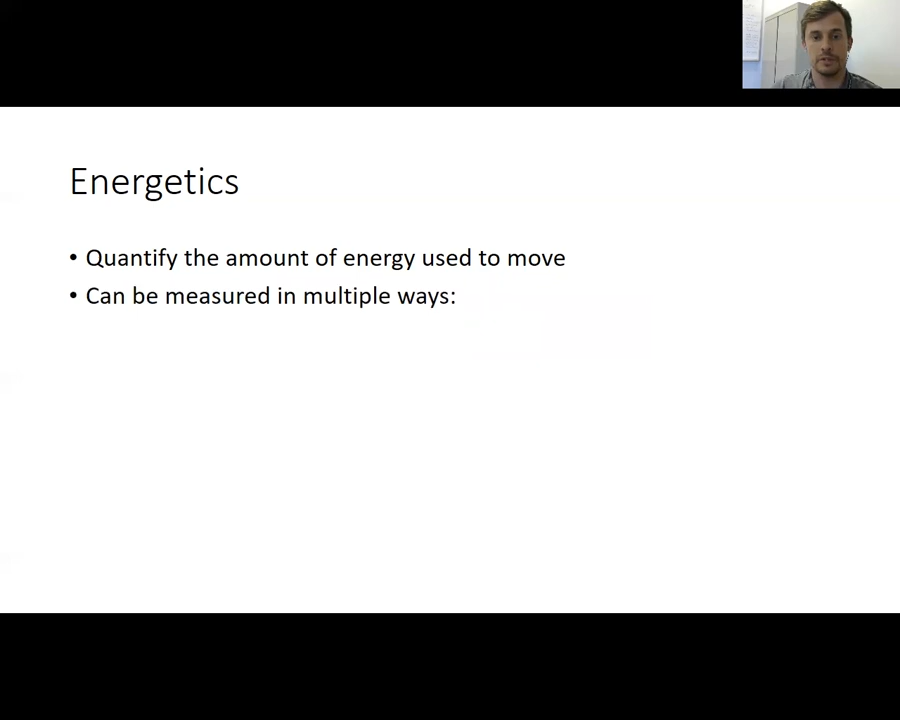 Energetics
• Quantify the amount of energy used to move
• Can be measured in multiple ways: